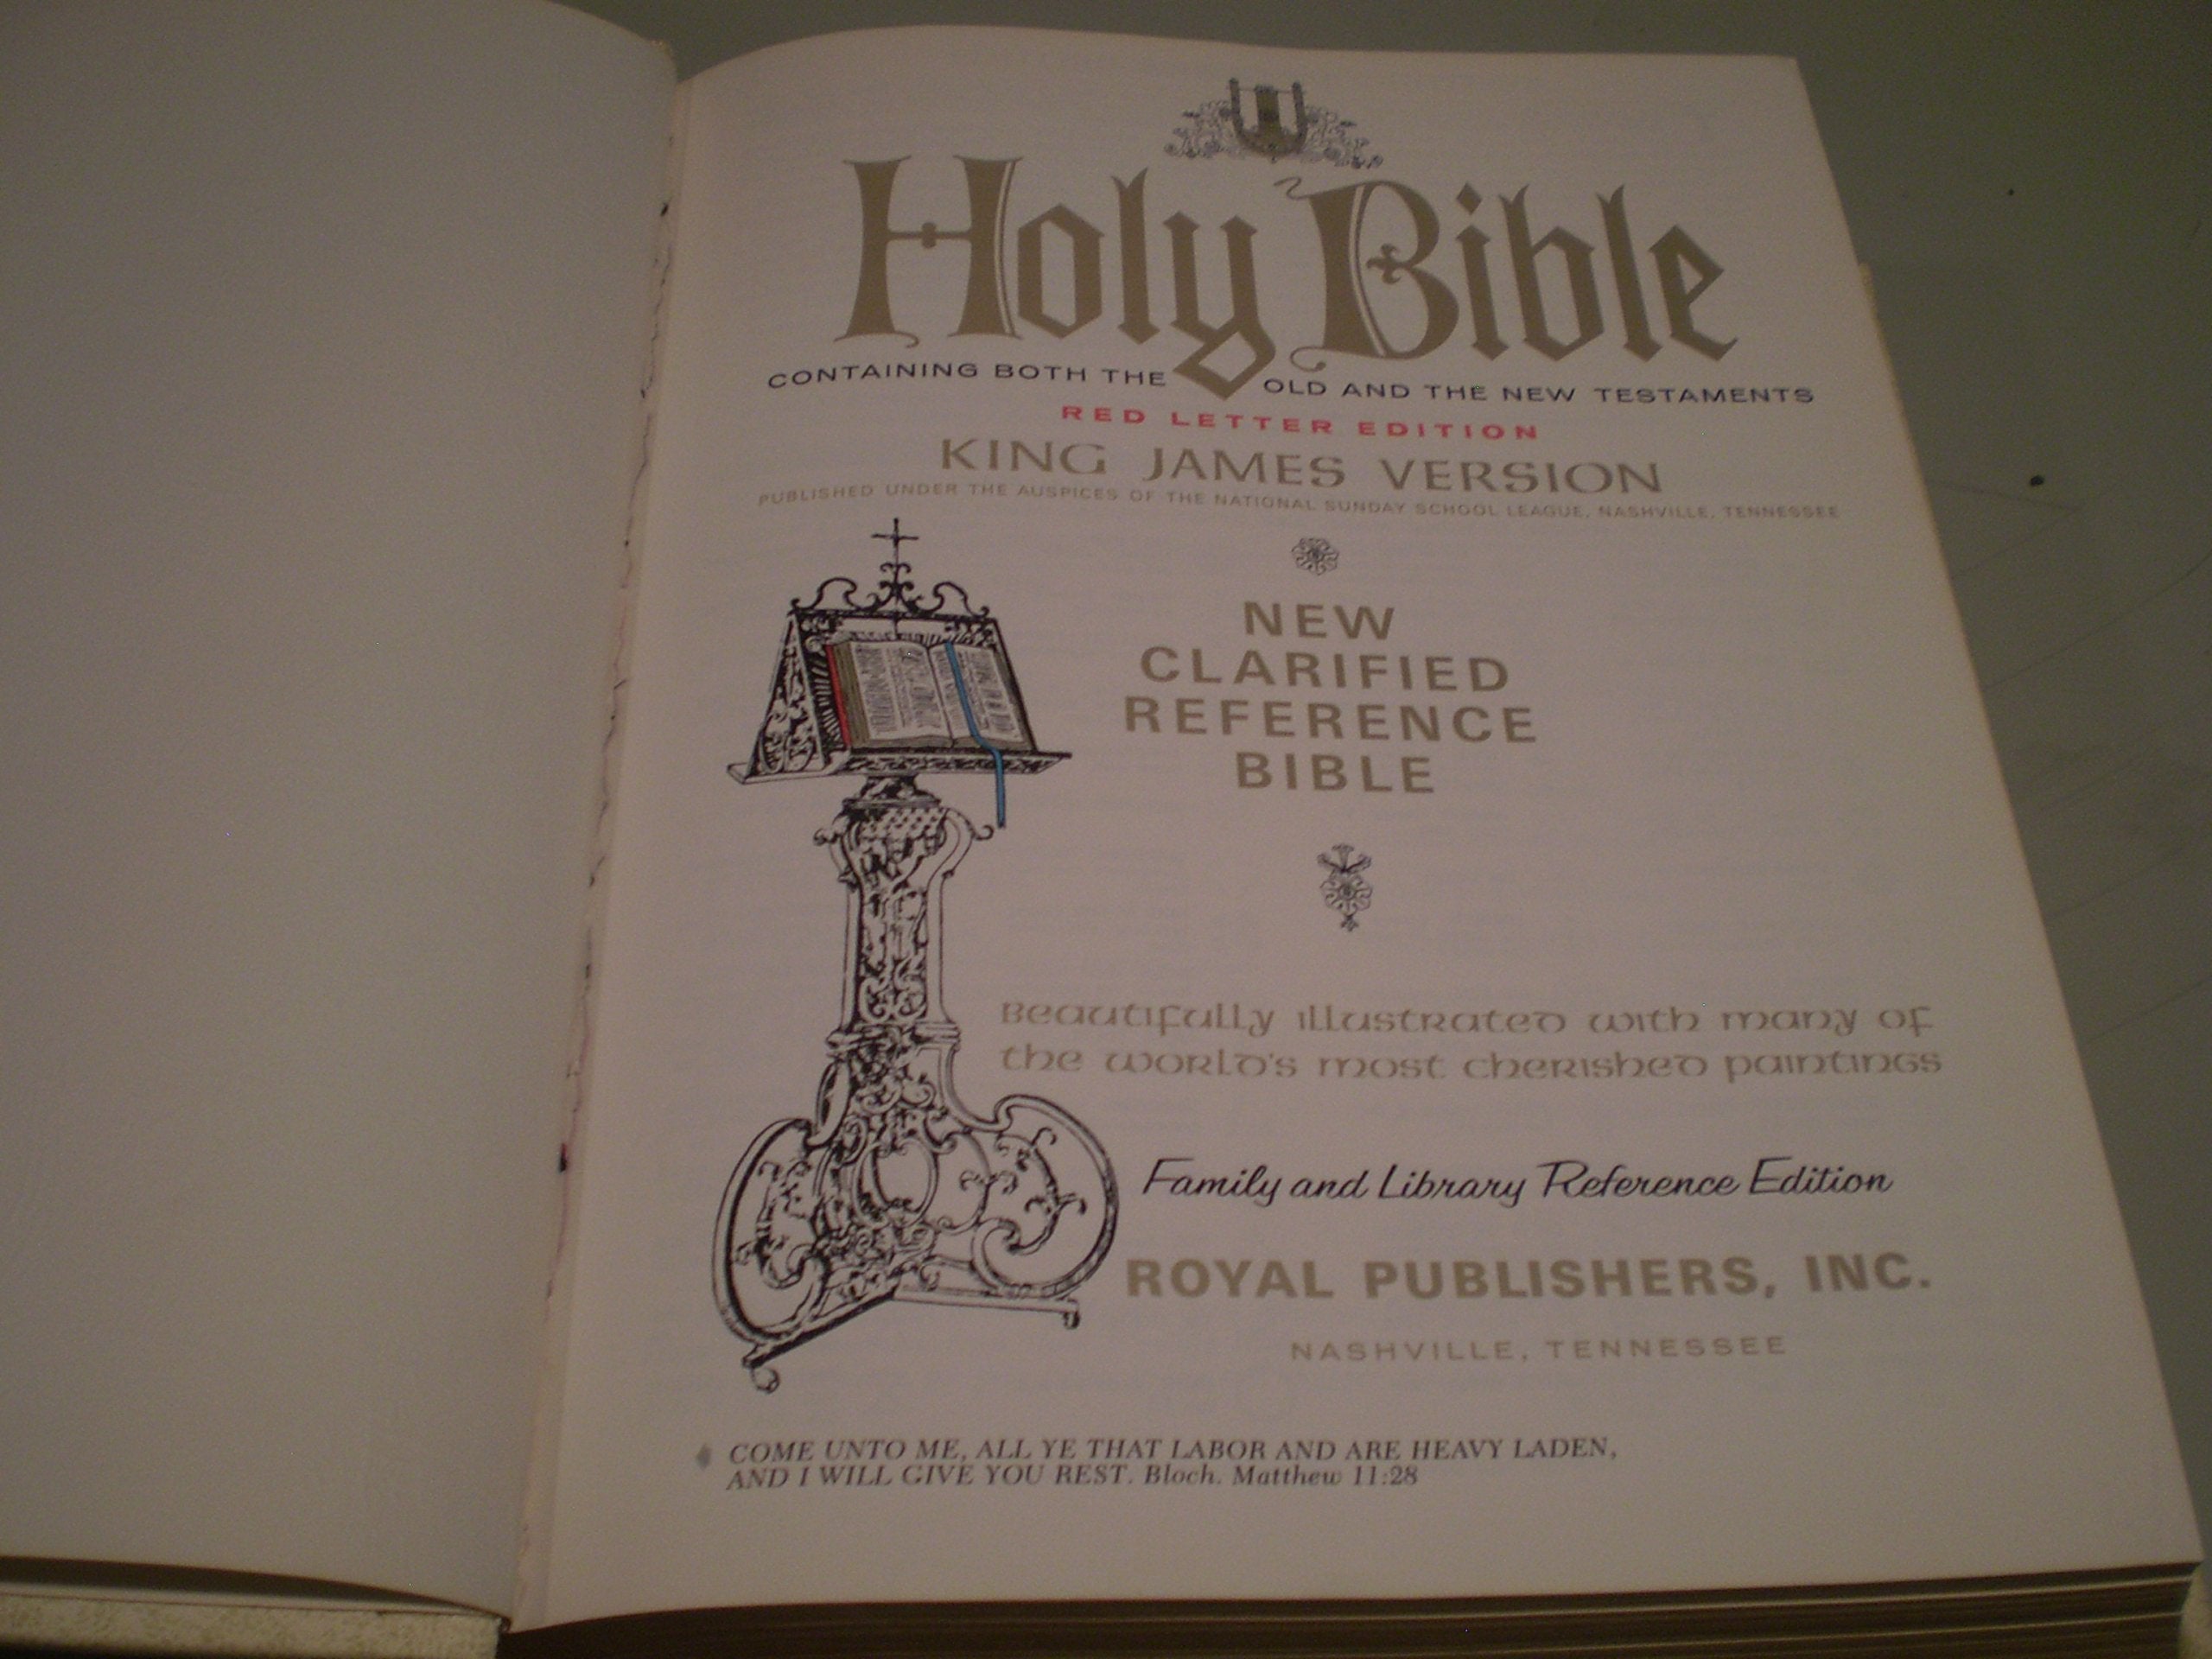 Holy Bible
CONTAINING BOTH THE OLD AND THE NEW TESTAMENTS
RED LETTER EDITION
KING JAMES VERSION
PUBLISHED UNDER THE AUSPICES OF THE NATIONAL SUNDAY SCHOOL LEAGUE, NASHVILLE, TENNESSEE
NEW
CLARIFIED
REFERENCE
BIBLE
Beautifully illustrated with many of
the world's most cherished paintings
Family and Library Reference Edition
ROYAL PUBLISHERS, INC.
NASHVILLE, TENNESSEE
COME UNTO ME, ALL YE THAT LABOR AND ARE HEAVY LADEN,
AND I WILL GIVE YOU REST. Bloch. Matthew 11:28